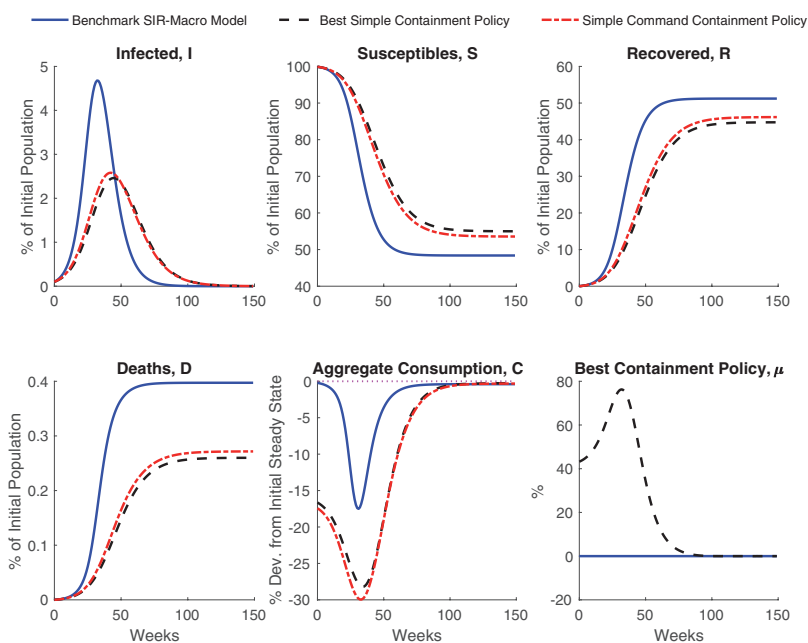 Benchmark SIR-Macro Model Best Simple Containment Policy Simple Command Containment Policy
Infected, I
% of Initial Population
5
4
3
2
1
0
0 50 100 150
Susceptibles, S
% of Initial Population
100
90
80
70
60
50
40
0 50 100 150
Recovered, R
% of Initial Population
60
50
40
30
20
10
0
0 50 100 150
Deaths, D
% of Initial Population
0.4
0.3
0.2
0.1
0
0 50 100 150
Weeks
Aggregate Consumption, C
% Dev. from Initial Steady State
0
-5
-10
-15
-20
-25
-30
0 50 100 150
Weeks
Best Containment Policy, μ
%
80
60
40
20
0
-20
0 50 100 150
Weeks